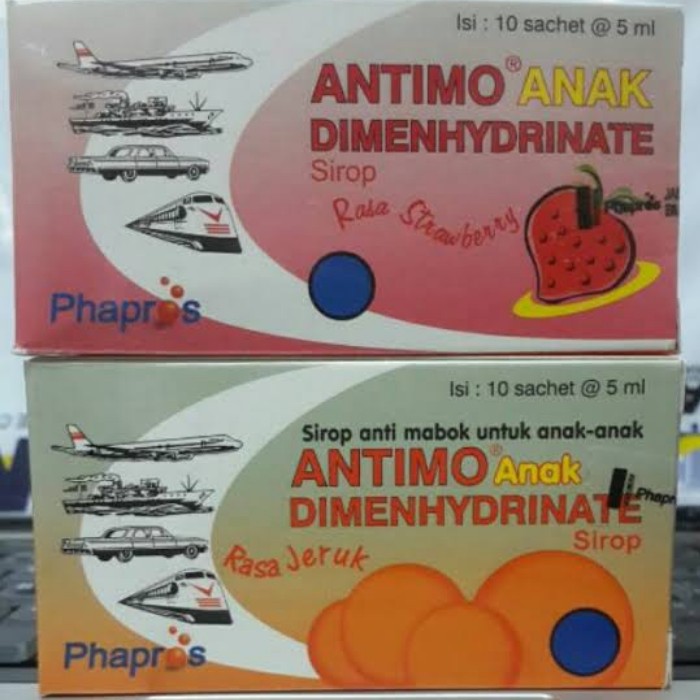 Isi : 10 sachet @ 5 ml
ANTIMO® ANAK
DIMENHYDRINATE
Sirop
Rasa Strawberry
Phapros
Phapros
Isi : 10 sachet @ 5 ml
Sirop anti mabok untuk anak-anak
ANTIMO® Anak
DIMENHYDRINATE
Sirop
Rasa Jeruk
Phapros